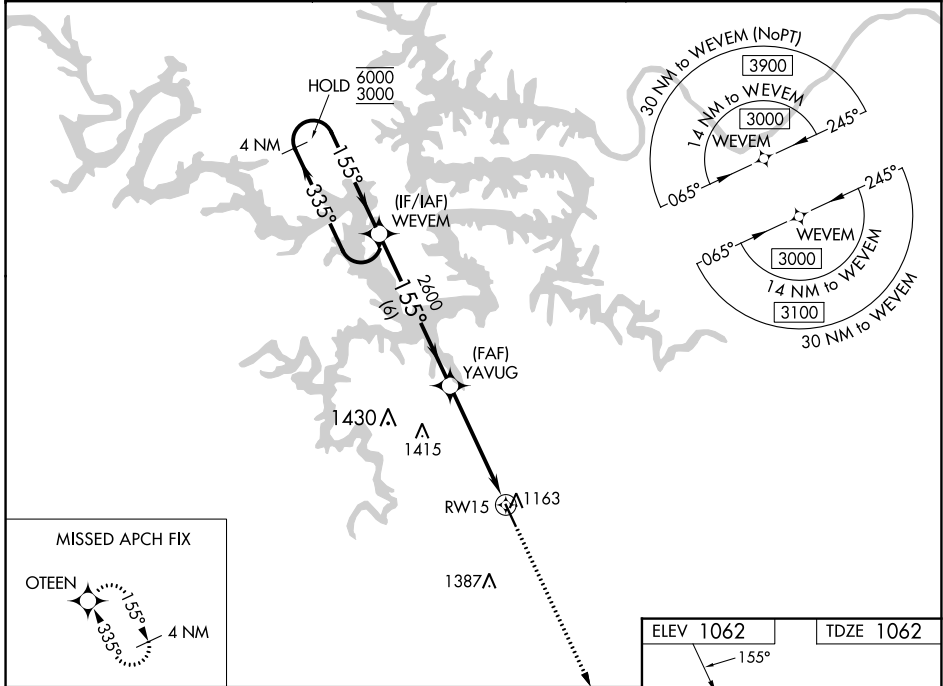 HOLD 6000
3000
4 NM
155°
335°
(IF/IAF)
WEVEM
2600
155°
(6)
(FAF)
YAVUG
1430
1415
RW15
1163
1387
30 NM to WEVEM (NoPT)
3900
14 NM to WEVEM
3000
WEVEM
245°
065°
245°
WEVEM
065°
3000
14 NM to WEVEM
3100
30 NM to WEVEM
MISSED APCH FIX
OTEEN
155°
335°
4 NM
ELEV 1062
TDZE 1062
155°